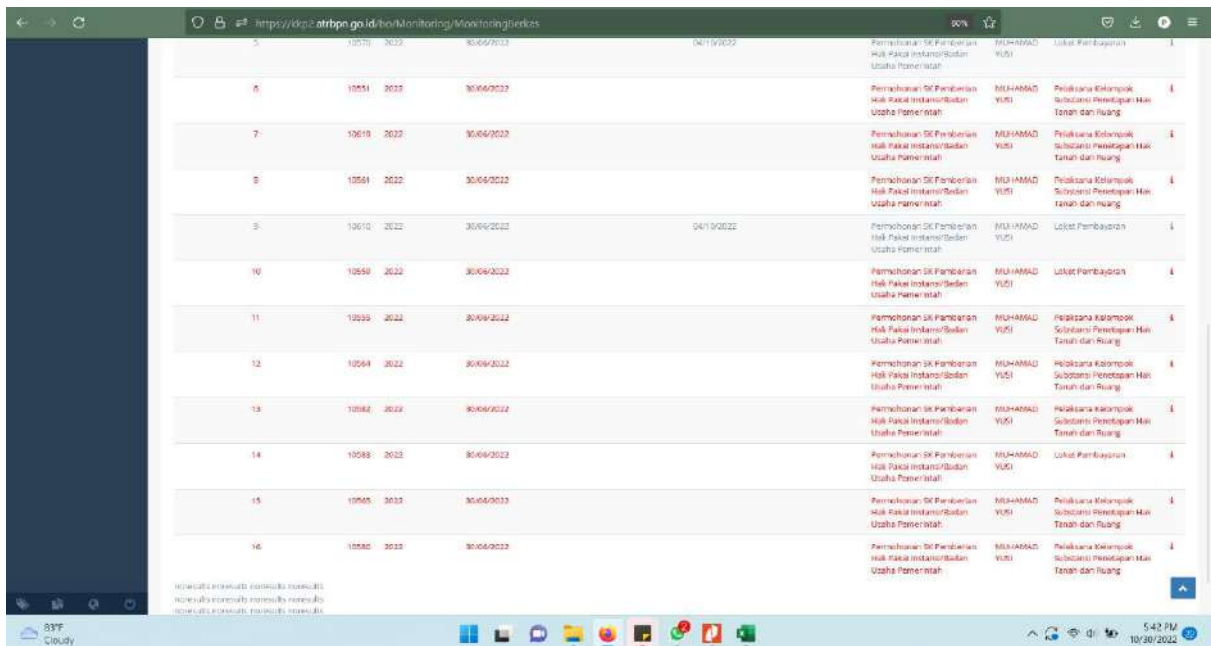 https://kkp2.atrbpn.go.id/bo/Monitoring/MonitoringBerkas 80%
5 10570 2022 30/06/2022 04/10/2022 Permohonan SK Pemberian MUHAMAD Loket Pembayaran
Hak Pakai Instansi/Badan YUSI
Usaha Pemerintah
6 10551 2022 30/06/2022 Permohonan SK Pemberian MUHAMAD Pelaksana Kelompok
Hak Pakai Instansi/Badan YUSI Substansi Penetapan Hak
Usaha Pemerintah Tanah dan Ruang
7 10619 2022 30/06/2022 Permohonan SK Pemberian MUHAMAD Pelaksana Kelompok
Hak Pakai Instansi/Badan YUSI Substansi Penetapan Hak
Usaha Pemerintah Tanah dan Ruang
8 10561 2022 30/06/2022 Permohonan SK Pemberian MUHAMAD Pelaksana Kelompok
Hak Pakai Instansi/Badan YUSI Substansi Penetapan Hak
Usaha Pemerintah Tanah dan Ruang
9 10610 2022 30/06/2022 04/10/2022 Permohonan SK Pemberian MUHAMAD Loket Pembayaran
Hak Pakai Instansi/Badan YUSI
Usaha Pemerintah
10 10559 2022 30/06/2022 Permohonan SK Pemberian MUHAMAD Loket Pembayaran
Hak Pakai Instansi/Badan YUSI
Usaha Pemerintah
11 10555 2022 30/06/2022 Permohonan SK Pemberian MUHAMAD Pelaksana Kelompok
Hak Pakai Instansi/Badan YUSI Substansi Penetapan Hak
Usaha Pemerintah Tanah dan Ruang
12 10564 2022 30/06/2022 Permohonan SK Pemberian MUHAMAD Pelaksana Kelompok
Hak Pakai Instansi/Badan YUSI Substansi Penetapan Hak
Usaha Pemerintah Tanah dan Ruang
13 10582 2022 30/06/2022 Permohonan SK Pemberian MUHAMAD Pelaksana Kelompok
Hak Pakai Instansi/Badan YUSI Substansi Penetapan Hak
Usaha Pemerintah Tanah dan Ruang
14 10588 2022 30/06/2022 Permohonan SK Pemberian MUHAMAD Loket Pembayaran
Hak Pakai Instansi/Badan YUSI
Usaha Pemerintah
15 10565 2022 30/06/2022 Permohonan SK Pemberian MUHAMAD Pelaksana Kelompok
Hak Pakai Instansi/Badan YUSI Substansi Penetapan Hak
Usaha Pemerintah Tanah dan Ruang
16 10580 2022 30/06/2022 Permohonan SK Pemberian MUHAMAD Pelaksana Kelompok
Hak Pakai Instansi/Badan YUSI Substansi Penetapan Hak
Usaha Pemerintah Tanah dan Ruang
noresults noresults noresults noresults
noresults noresults noresults noresults
noresults noresults noresults noresults
83°F
Cloudy
5:42 PM
10/30/2022